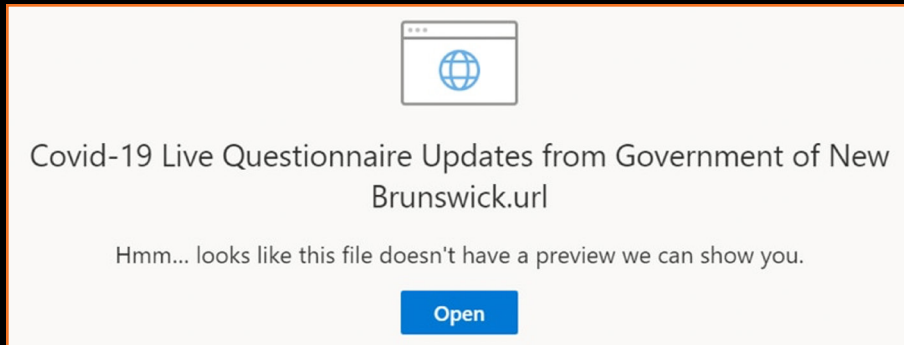 Covid-19 Live Questionnaire Updates from Government of New
Brunswick.url
Hmm... looks like this file doesn't have a preview we can show you.
Open